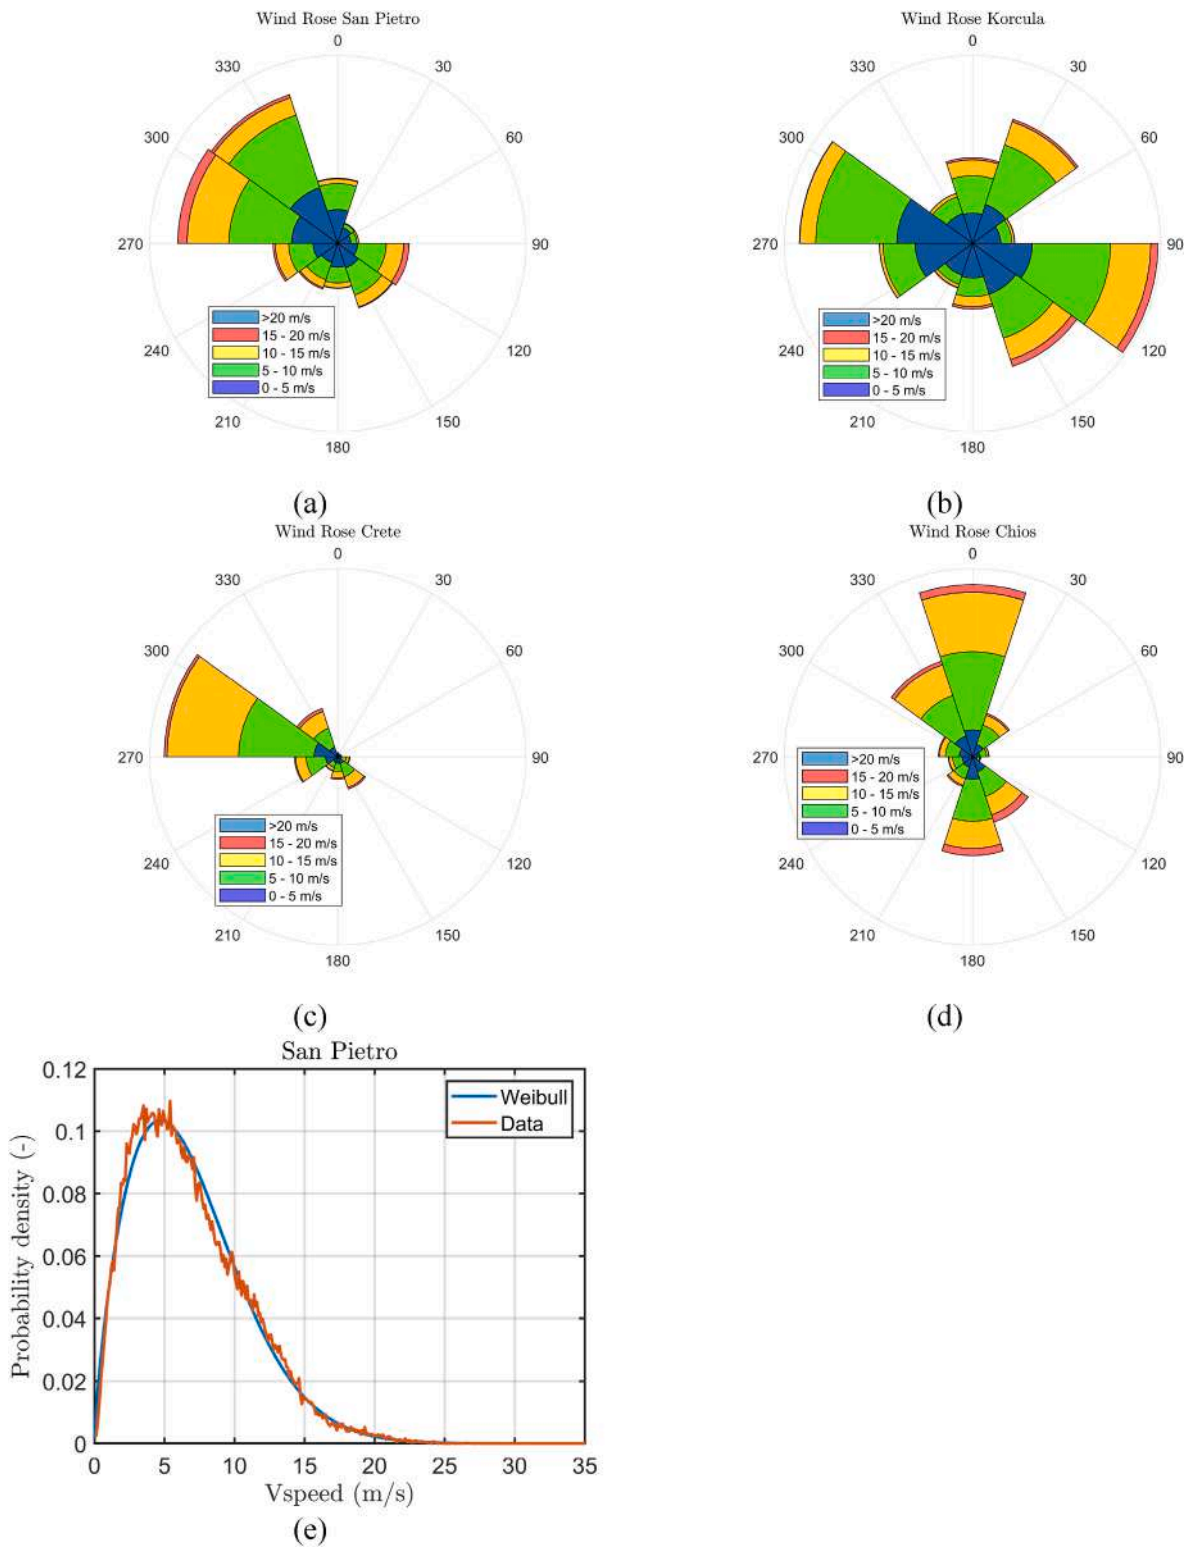 Wind Rose San Pietro
0
330
30
300
60
270
90
>20 m/s
15 - 20 m/s
10 - 15 m/s
5 - 10 m/s
0 - 5 m/s
240
120
210
150
180
(a)
Wind Rose Korcula
0
330
30
300
60
270
90
>20 m/s
15 - 20 m/s
10 - 15 m/s
5 - 10 m/s
0 - 5 m/s
240
120
210
150
180
(b)
Wind Rose Crete
0
330
30
300
60
270
90
>20 m/s
15 - 20 m/s
10 - 15 m/s
5 - 10 m/s
0 - 5 m/s
240
120
210
150
180
(c)
Wind Rose Chios
0
330
30
300
60
270
90
>20 m/s
15 - 20 m/s
10 - 15 m/s
5 - 10 m/s
0 - 5 m/s
240
120
210
150
180
(d)
San Pietro
Weibull
Data
Probability density (-)
0.12
0.1
0.08
0.06
0.04
0.02
0
0 5 10 15 20 25 30 35
Vspeed (m/s)
(e)